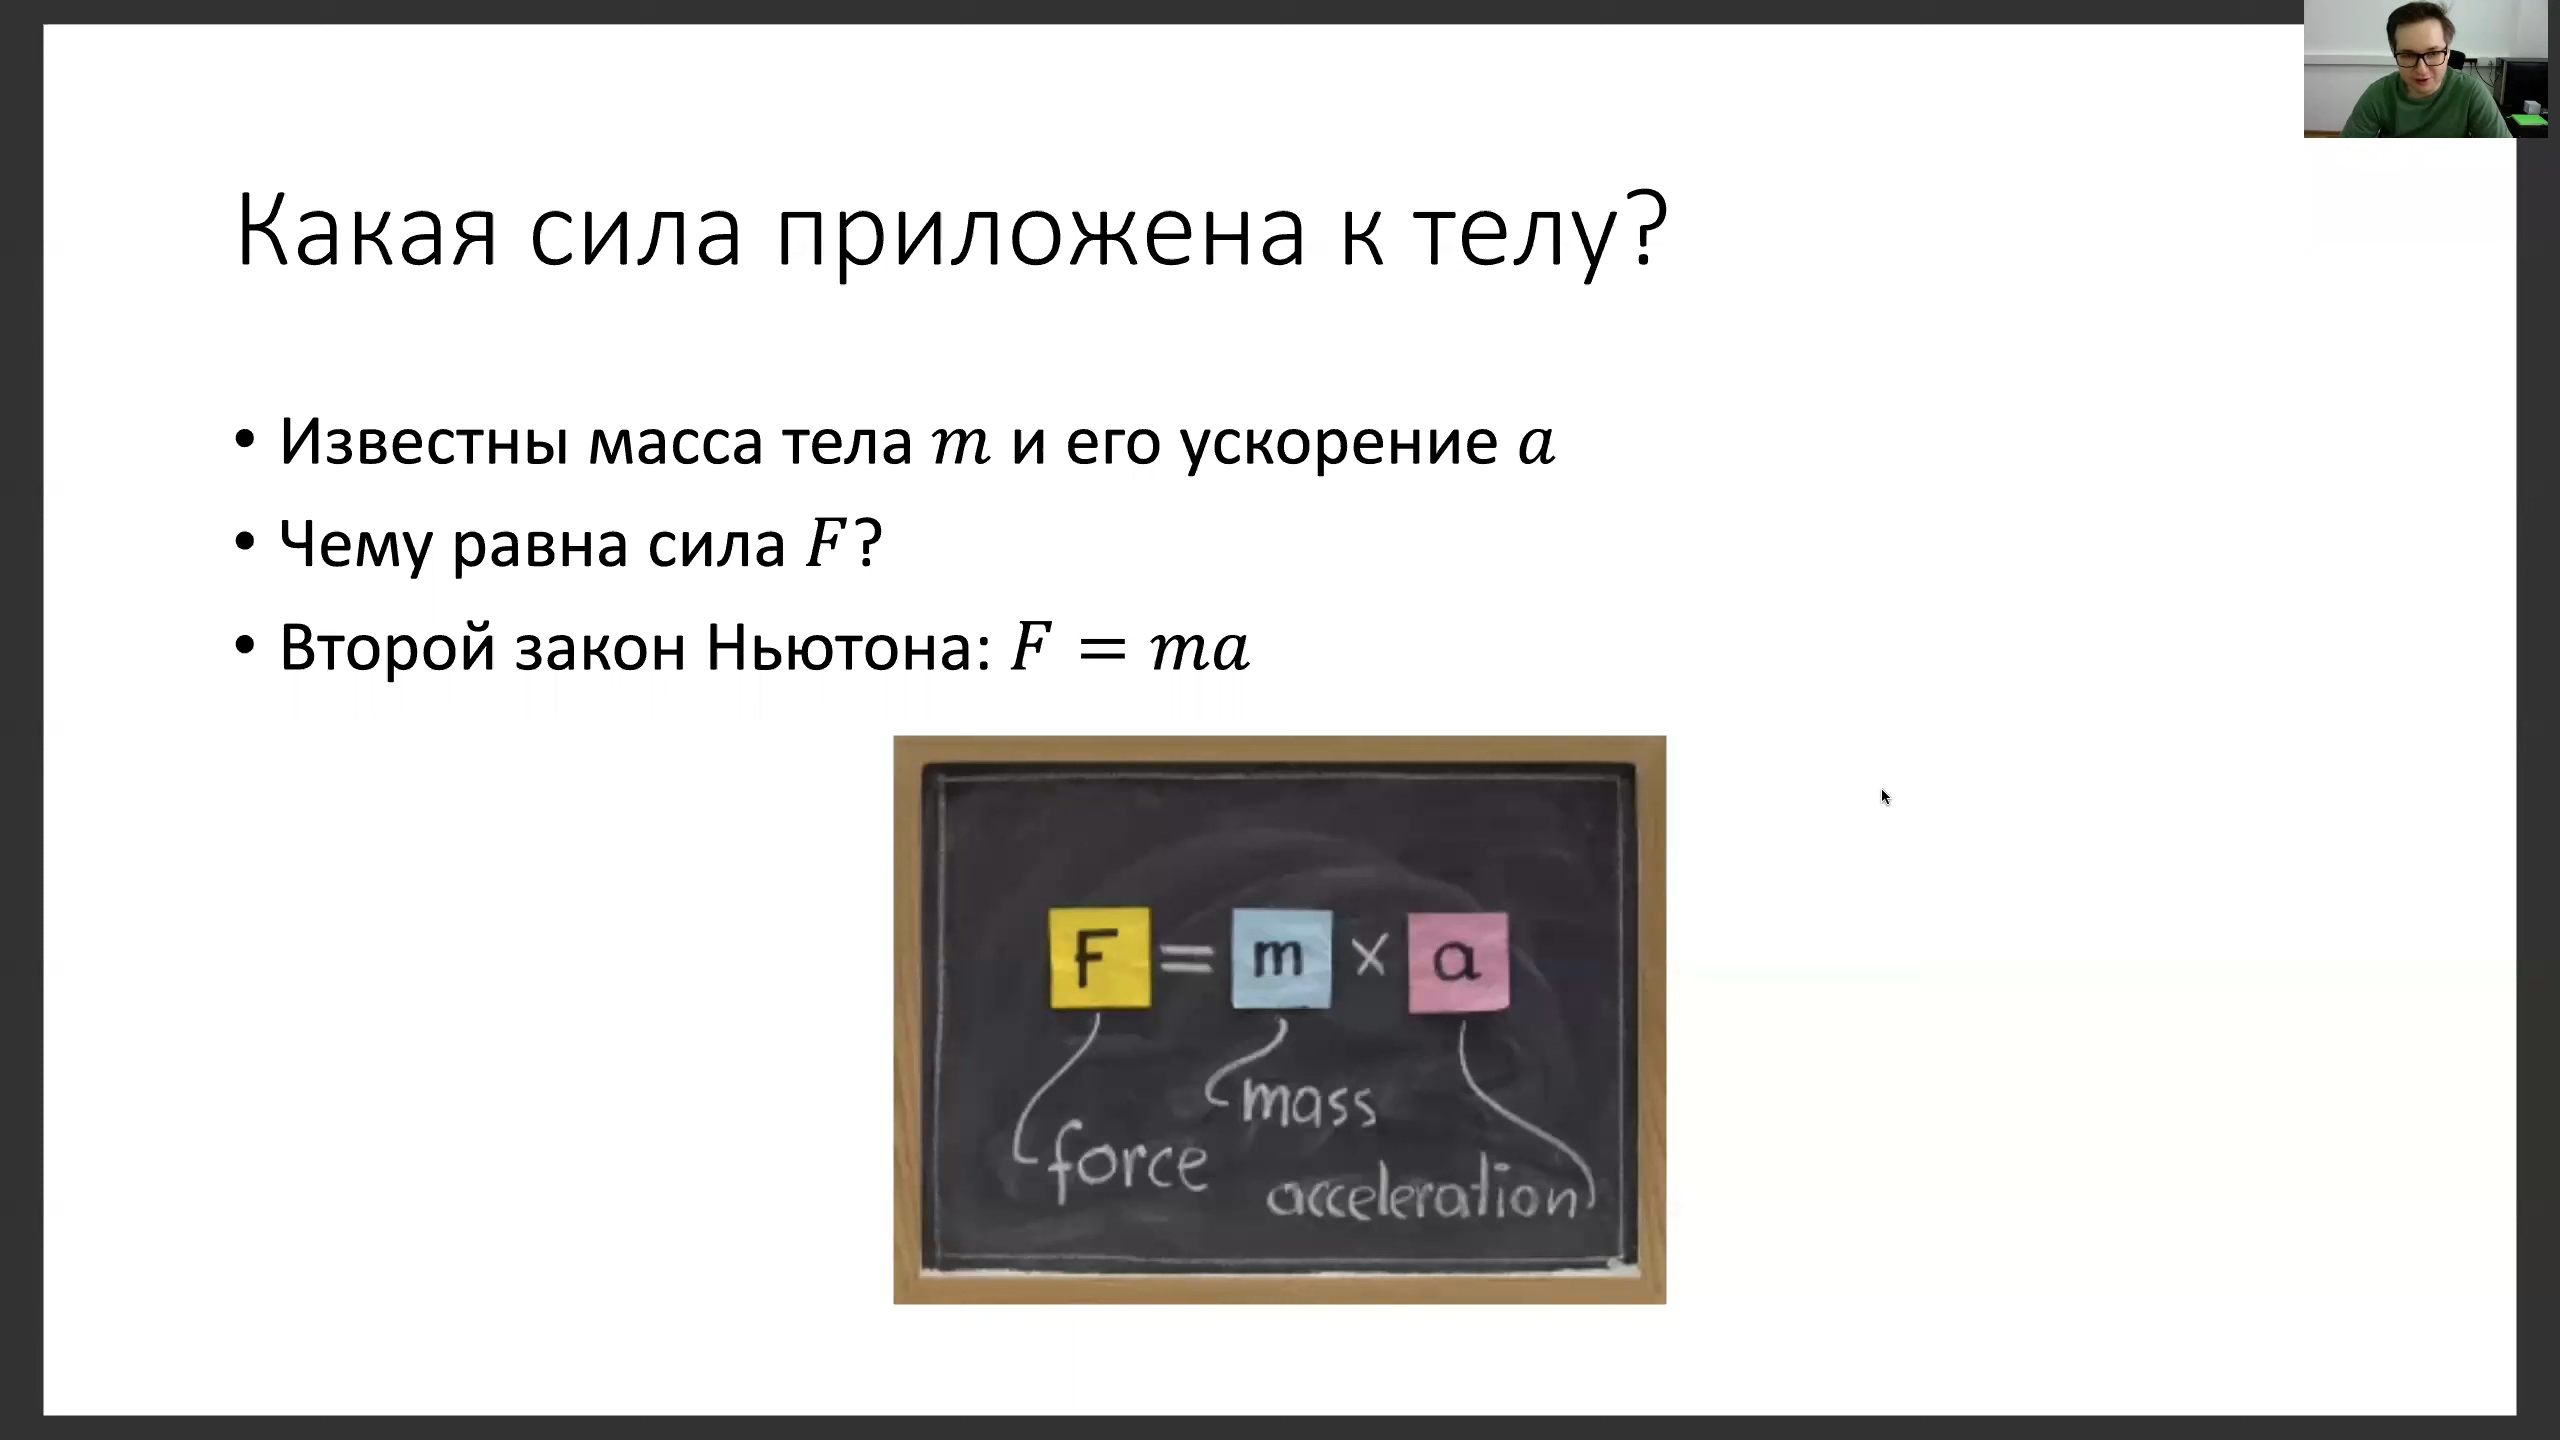 Какая сила приложена к телу?
• Известны масса тела m и его ускорение a
• Чему равна сила F?
• Второй закон Ньютона: F = ma
F = m × a
mass
force
acceleration